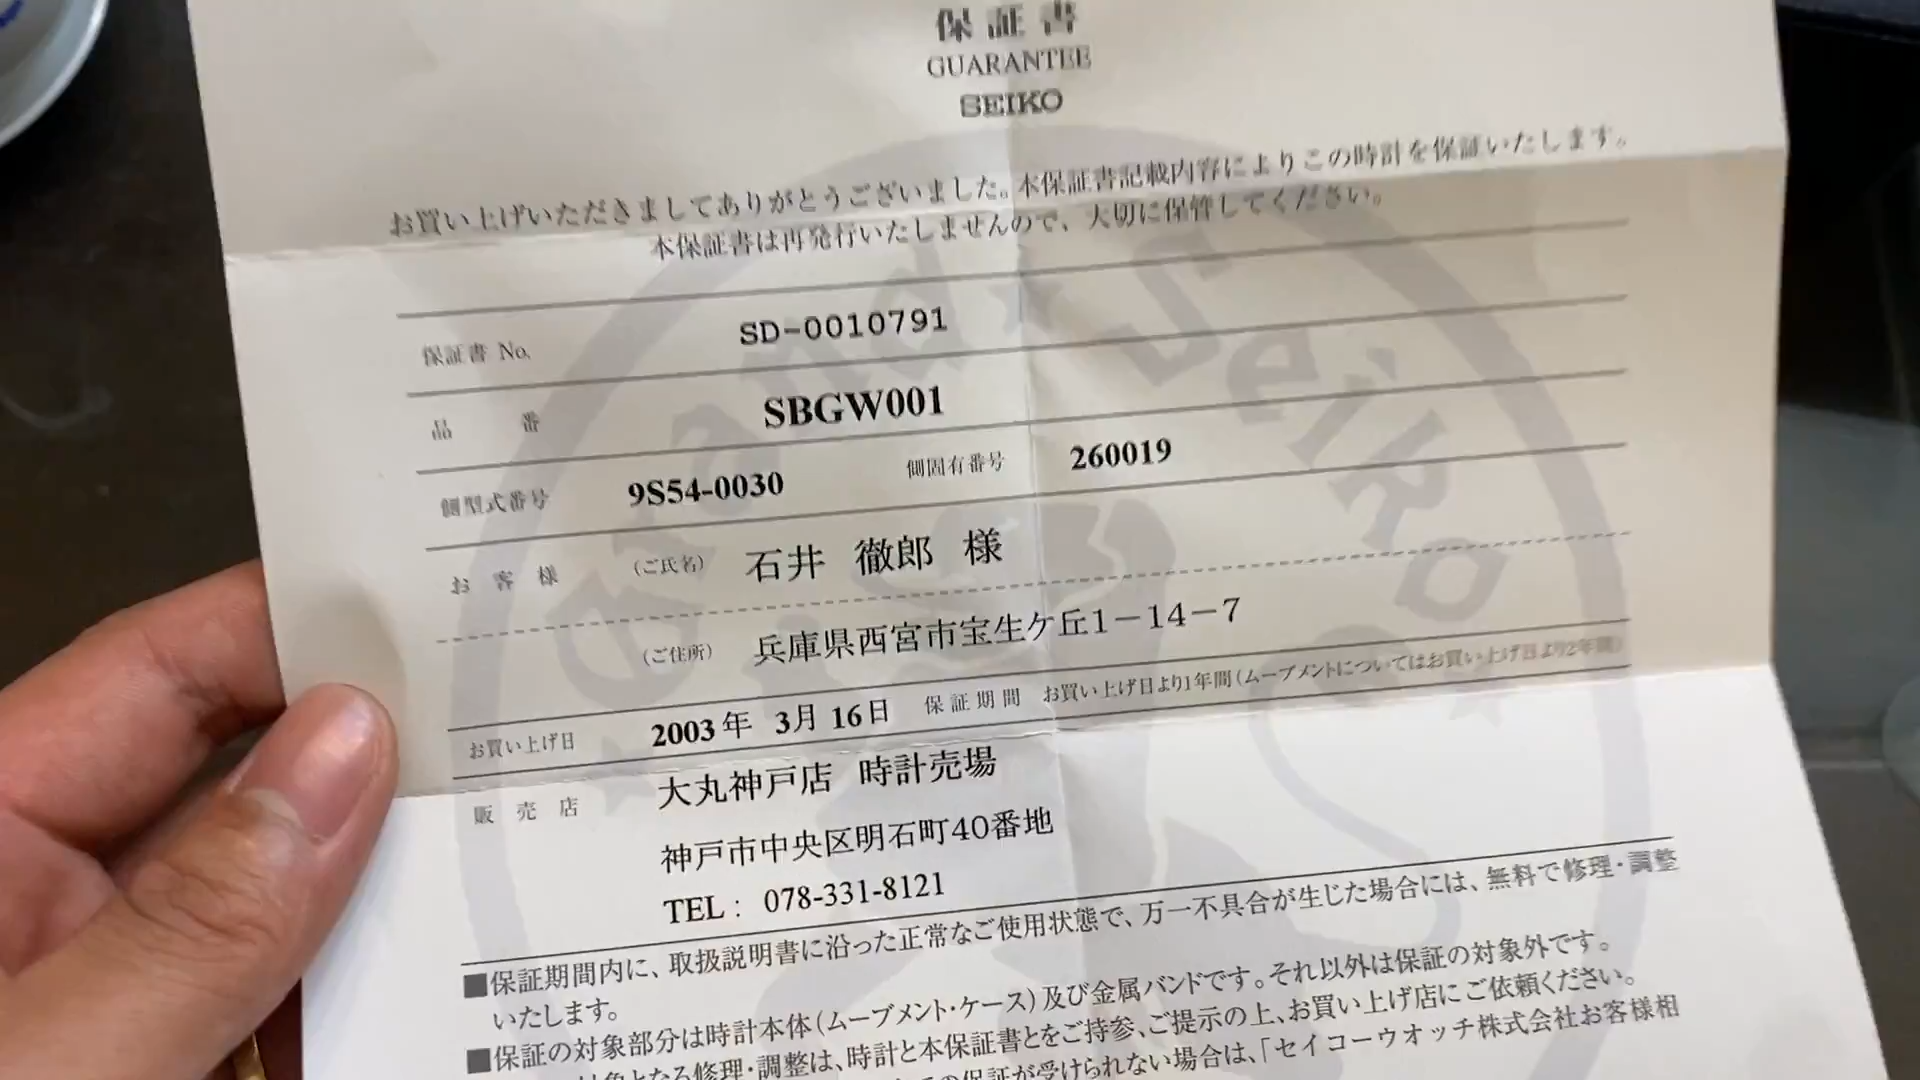 保証書
GUARANTEE
SEIKO
お買い上げいただきましてありがとうございました。本保証書記載内容によりこの時計を保証いたします。
本保証書は再発行いたしませんので、大切に保管してください。
保証書 No. SD-0010791
品番 SBGW001
側型式番号 9S54-0030 側固有番号 260019
お客様 (ご氏名) 石井 徹郎 様
(ご住所) 兵庫県西宮市宝生ケ丘1－14－7
お買い上げ日 2003年 3月 16日 保証期間 お買い上げ日より1年間(ムーブメントについてはお買い上げ日より2年間)
販売店 大丸神戸店 時計売場
神戸市中央区明石町40番地
TEL： 078-331-8121
■保証期間内に、取扱説明書に沿った正常なご使用状態で、万一不具合が生じた場合には、無料で修理・調整
いたします。
■保証の対象部分は時計本体(ムーブメント・ケース)及び金属バンドです。それ以外は保証の対象外です。
対象となる修理・調整は、時計と本保証書とをご持参、ご提示の上、お買い上げ店にご依頼ください。
の保証が受けられない場合は、「セイコーウオッチ株式会社お客様相
Grand Seiko